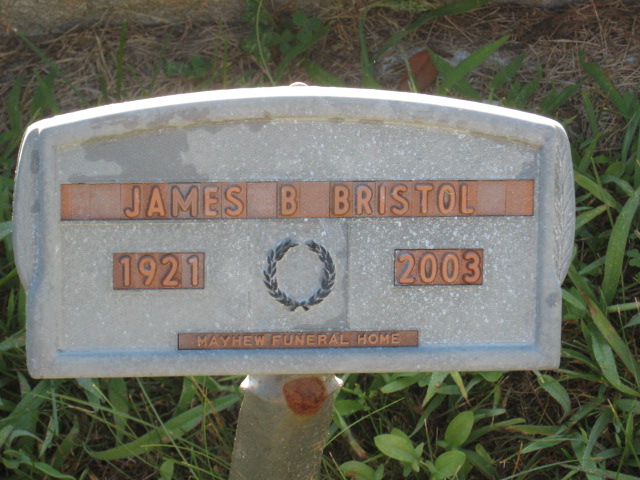 JAMES B BRISTOL
1921 2003
MAYHEW FUNERAL HOME